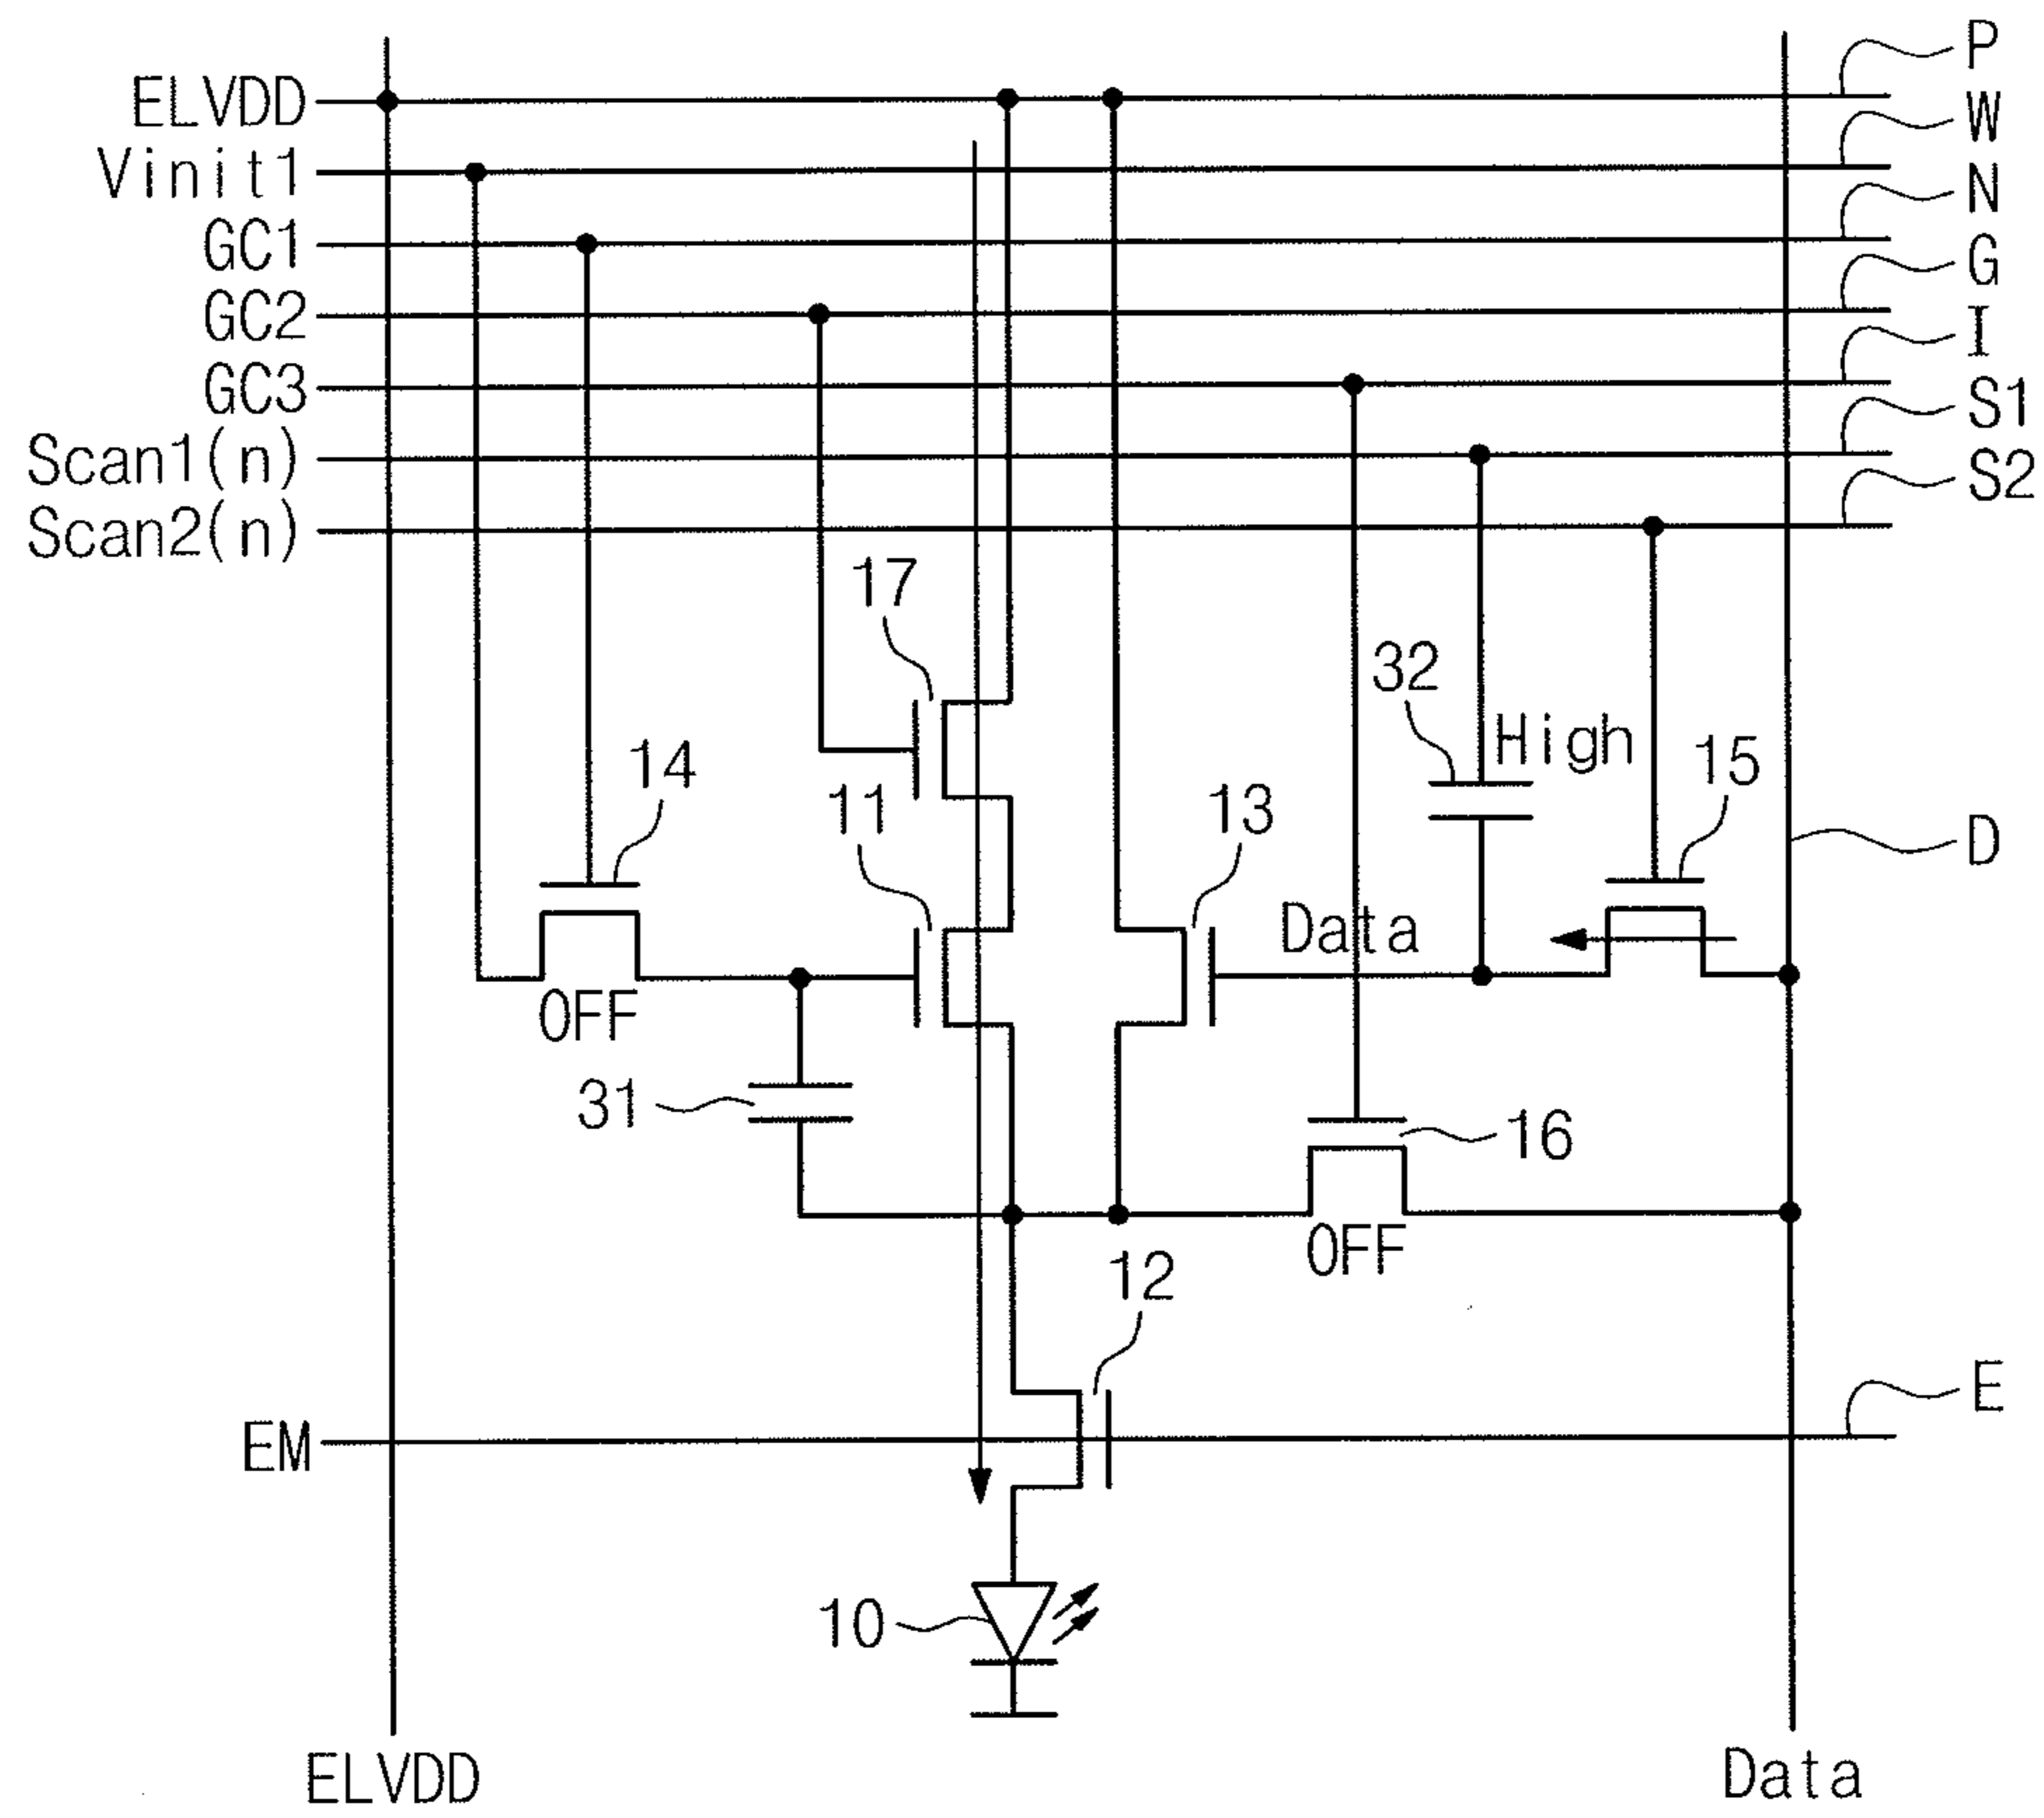 ELVDD
P
Vinit1
W
GC1
N
GC2
G
GC3
I
Scan1(n)
S1
Scan2(n)
S2
17
32
High
14
15
11
13
D
Data
OFF
31
16
OFF
12
EM
E
10
ELVDD
Data